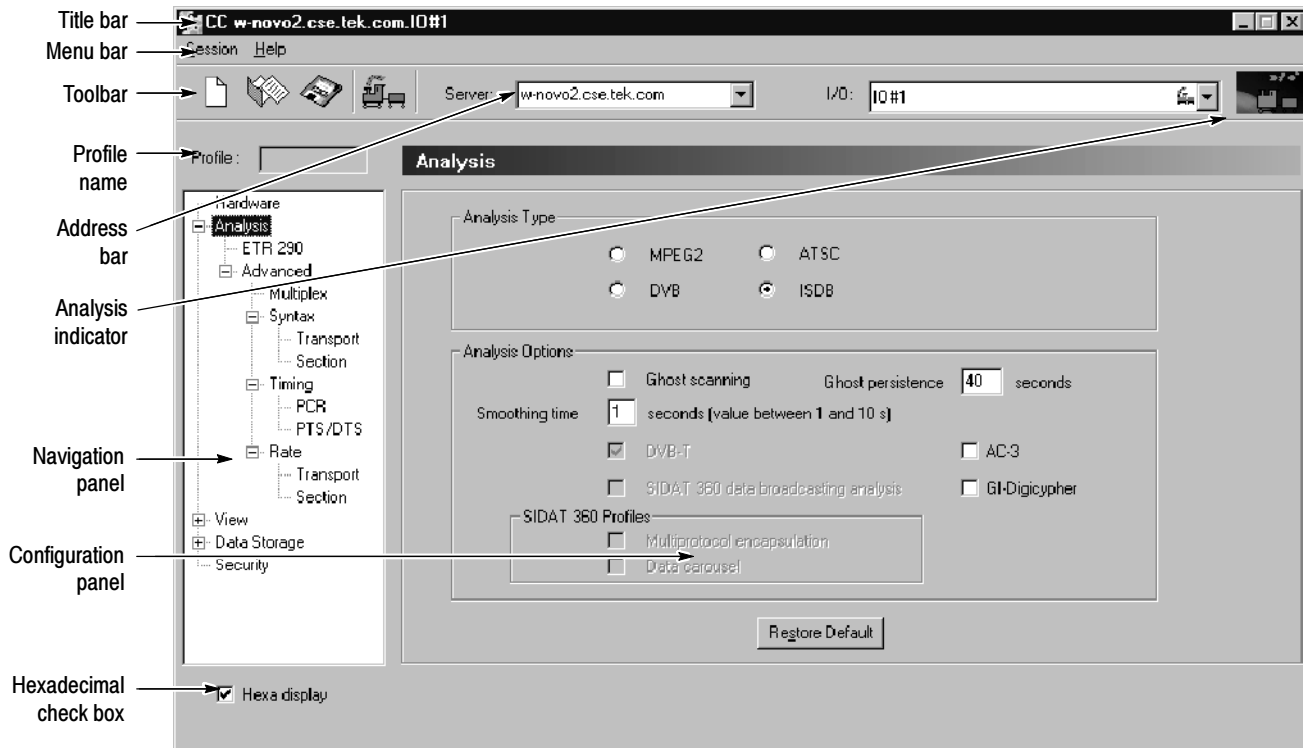 Title bar
CC w-novo2.cse.tek.com.IO#1
Menu bar
Session Help
Toolbar
Server: w-novo2.cse.tek.com
I/O: IO#1
Profile name
Profile :
Analysis
Address bar
Analysis indicator
Navigation panel
Configuration panel
Hardware
Analysis
ETR 290
Advanced
Multiplex
Syntax
Transport
Section
Timing
PCR
PTS/DTS
Rate
Transport
Section
View
Data Storage
Security
Analysis Type
MPEG2 ATSC
DVB ISDB
Analysis Options
Ghost scanning Ghost persistence 40 seconds
Smoothing time 1 seconds (value between 1 and 10 s)
DVB-T AC-3
SIDAT 360 data broadcasting analysis GI-Digicypher
SIDAT 360 Profiles
Multiprotocol encapsulation
Data carousel
Restore Default
Hexadecimal check box
Hexa display